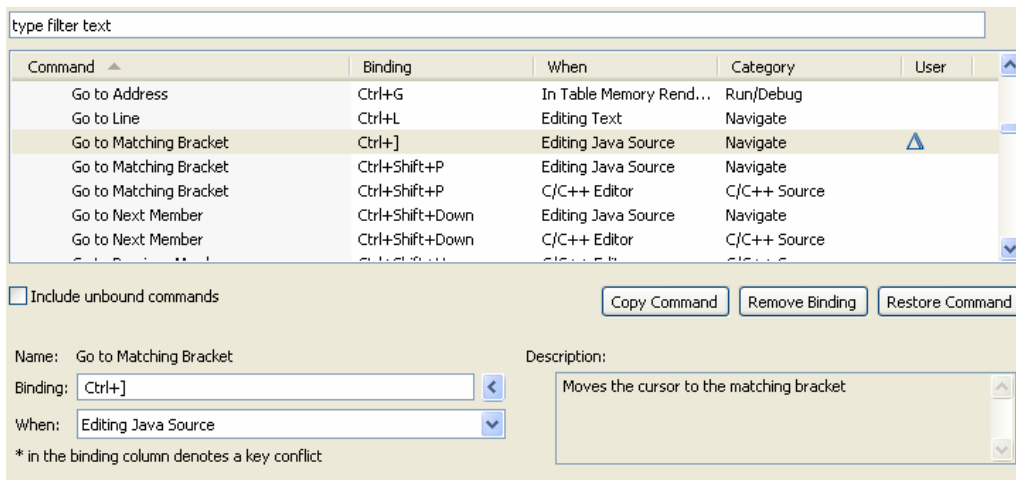 type filter text
Command Binding When Category User
Go to Address Ctrl+G In Table Memory Rend... Run/Debug
Go to Line Ctrl+L Editing Text Navigate
Go to Matching Bracket Ctrl+] Editing Java Source Navigate
Go to Matching Bracket Ctrl+Shift+P Editing Java Source Navigate
Go to Matching Bracket Ctrl+Shift+P C/C++ Editor C/C++ Source
Go to Next Member Ctrl+Shift+Down Editing Java Source Navigate
Go to Next Member Ctrl+Shift+Down C/C++ Editor C/C++ Source
Include unbound commands Copy Command Remove Binding Restore Command
Name: Go to Matching Bracket Description:
Binding: Ctrl+] Moves the cursor to the matching bracket
When: Editing Java Source
* in the binding column denotes a key conflict